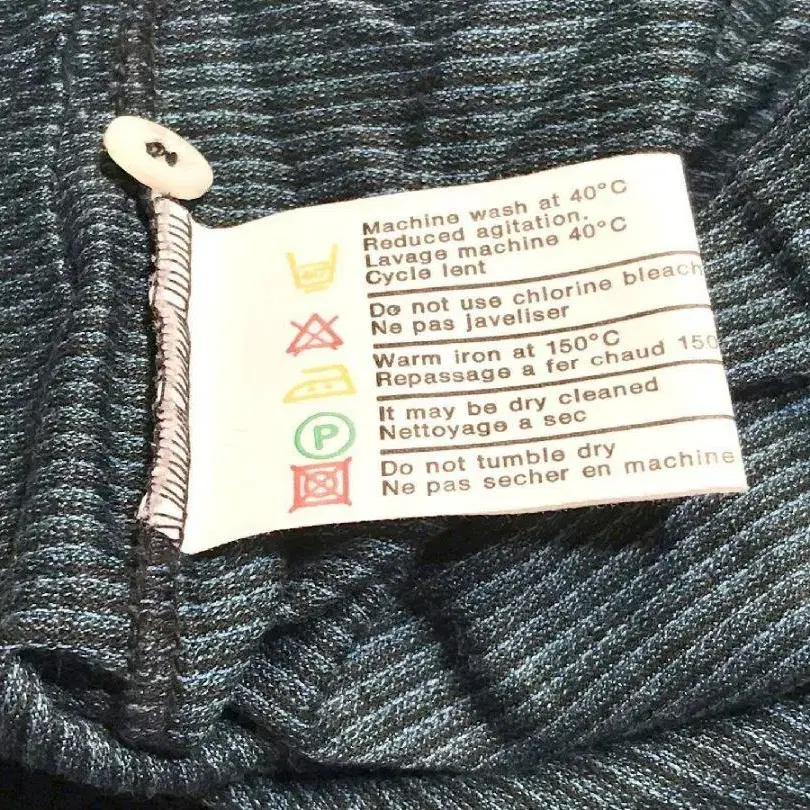 Machine wash at 40°C
Reduced agitation.
Lavage machine 40°C
Cycle lent
Do not use chlorine bleach
Ne pas javeliser
Warm iron at 150°C
Repassage a fer chaud 150
It may be dry cleaned
Nettoyage a sec
P
Do not tumble dry
Ne pas secher en machine